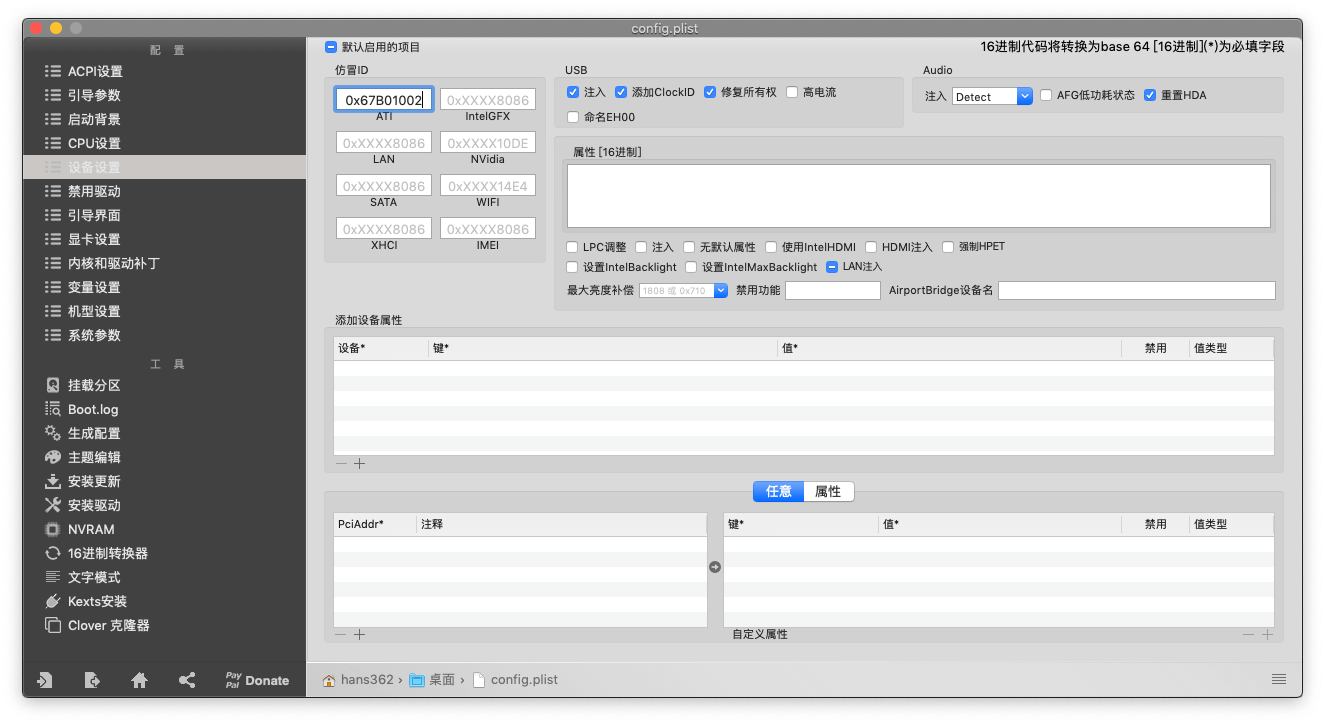 config.plist
配 置
ACPI设置
引导参数
启动背景
CPU设置
设备设置
禁用驱动
引导界面
显卡设置
内核和驱动补丁
变量设置
机型设置
系统参数
工 具
挂载分区
Boot.log
生成配置
主题编辑
安装更新
安装驱动
NVRAM
16进制转换器
文字模式
Kexts安装
Clover 克隆器
Pay Pal Donate
默认启用的项目
16进制代码将转换为base 64 [16进制](*)为必填字段
仿冒ID
0x67B01002 0xXXXX8086
ATI IntelGFX
0xXXXX8086 0xXXXX10DE
LAN NVidia
0xXXXX8086 0xXXXX14E4
SATA WIFI
0xXXXX8086 0xXXXX8086
XHCI IMEI
USB
注入 添加ClockID 修复所有权 高电流
命名EH00
Audio
注入 Detect AFG低功耗状态 重置HDA
属性 [16进制]
LPC调整 注入 无默认属性 使用IntelHDMI HDMI注入 强制HPET
设置IntelBacklight 设置IntelMaxBacklight LAN注入
最大亮度补偿 1808 或 0x710 禁用功能 AirportBridge设备名
添加设备属性
设备* 键* 值* 禁用 值类型
任意 属性
PciAddr* 注释
键* 值* 禁用 值类型
自定义属性
hans362 › 桌面 › config.plist